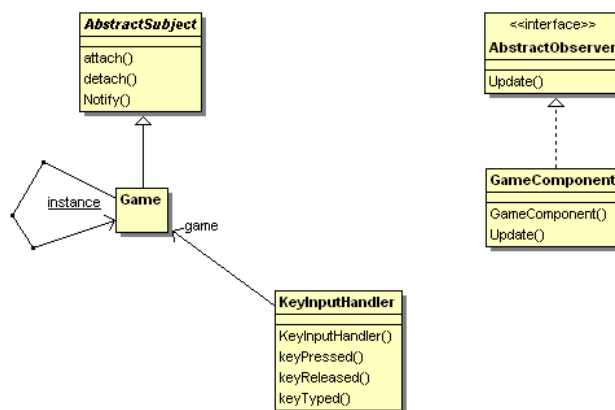 AbstractSubject
attach()
detach()
Notify()
<<interface>>
AbstractObserver
Update()
Game
instance
-game
GameComponent
GameComponent()
Update()
KeyInputHandler
KeyInputHandler()
keyPressed()
keyReleased()
keyTyped()